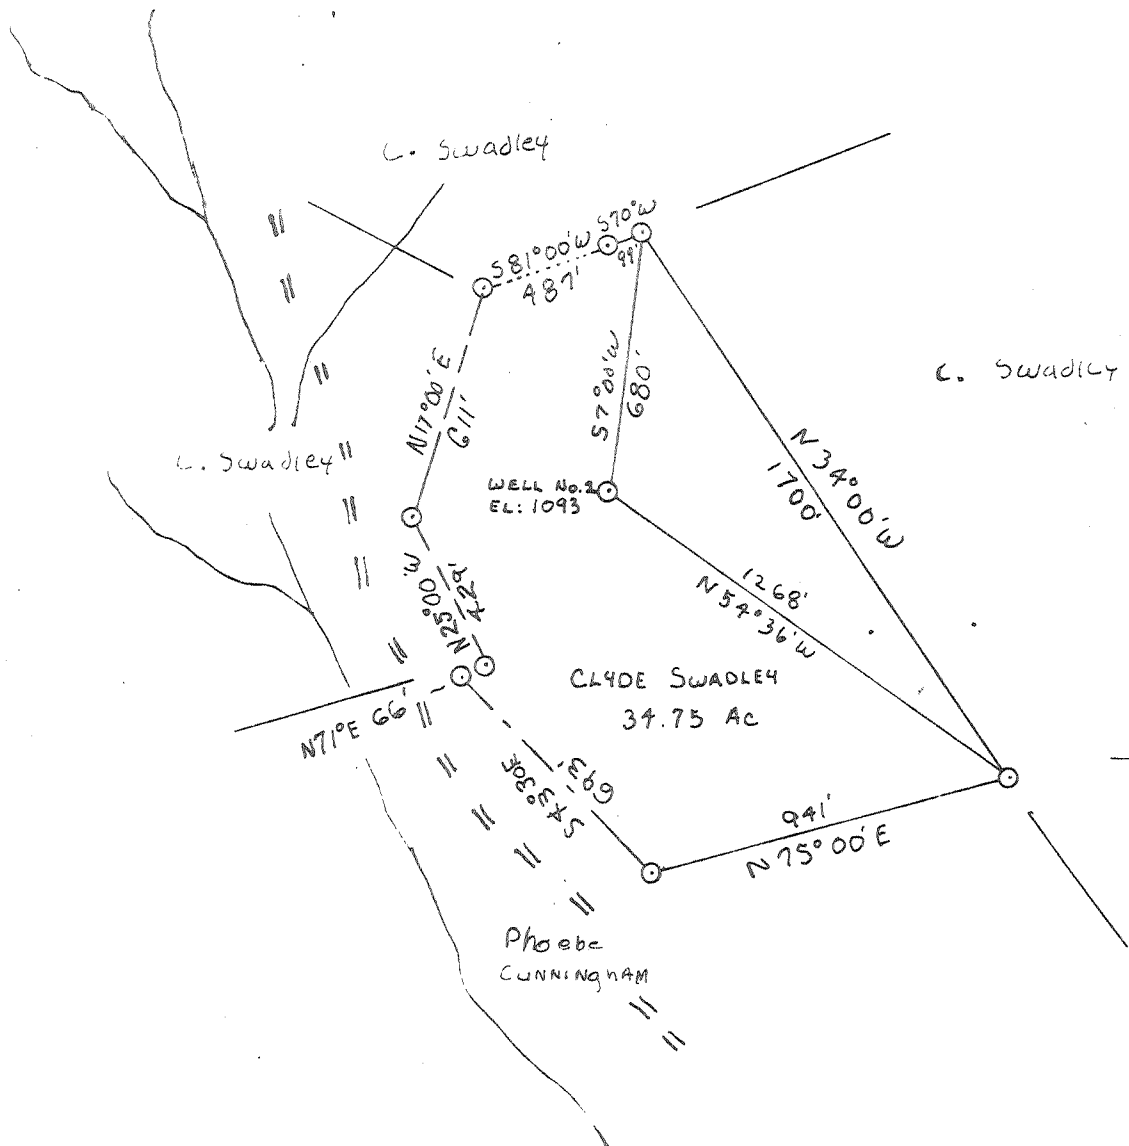 C. Swadley
S70°W
99'
S81°00'W
487'
N17°00'E
611'
S7°00'W
680'
C. Swadley
N34°00'W
1700'
C. Swadley
WELL No. 2
EL: 1093
N25°00'W
429'
1268'
N54°36'W
CLYDE SWADLEY
34.75 Ac
N71°E 66'
S43°30'E
693'
941'
N75°00'E
Phoebe
CUNNINGhAM